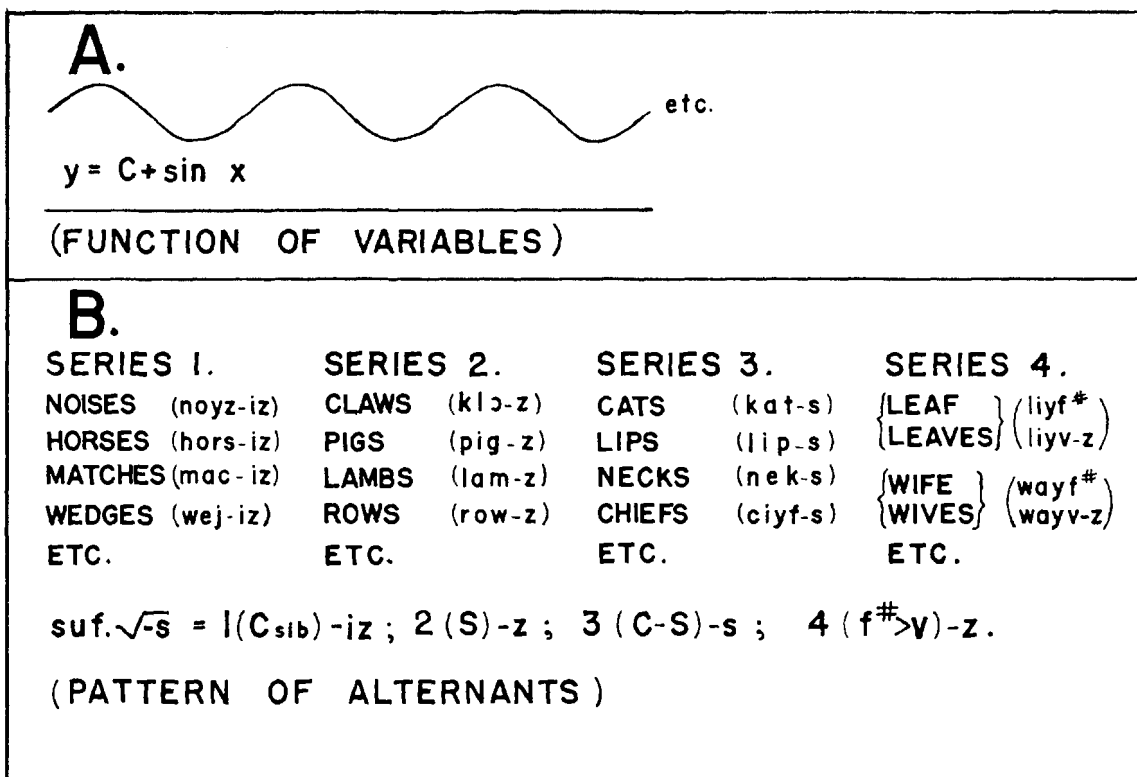 A.
etc.
y = C+sin x
(FUNCTION OF VARIABLES)
B.
SERIES 1. SERIES 2. SERIES 3. SERIES 4.
NOISES (noyz-iz) CLAWS (klɔ-z) CATS (kat-s) {LEAF} (liyf#)
HORSES (hors-iz) PIGS (pig-z) LIPS (lip-s) {LEAVES} (liyv-z)
MATCHES (mac-iz) LAMBS (lam-z) NECKS (nek-s) {WIFE} (wayf#)
WEDGES (wej-iz) ROWS (row-z) CHIEFS (ciyf-s) {WIVES} (wayv-z)
ETC. ETC. ETC. ETC.
suf.√-s = 1(Csib)-iz; 2(S)-z; 3(C-S)-s; 4(f#>v)-z.
(PATTERN OF ALTERNANTS)